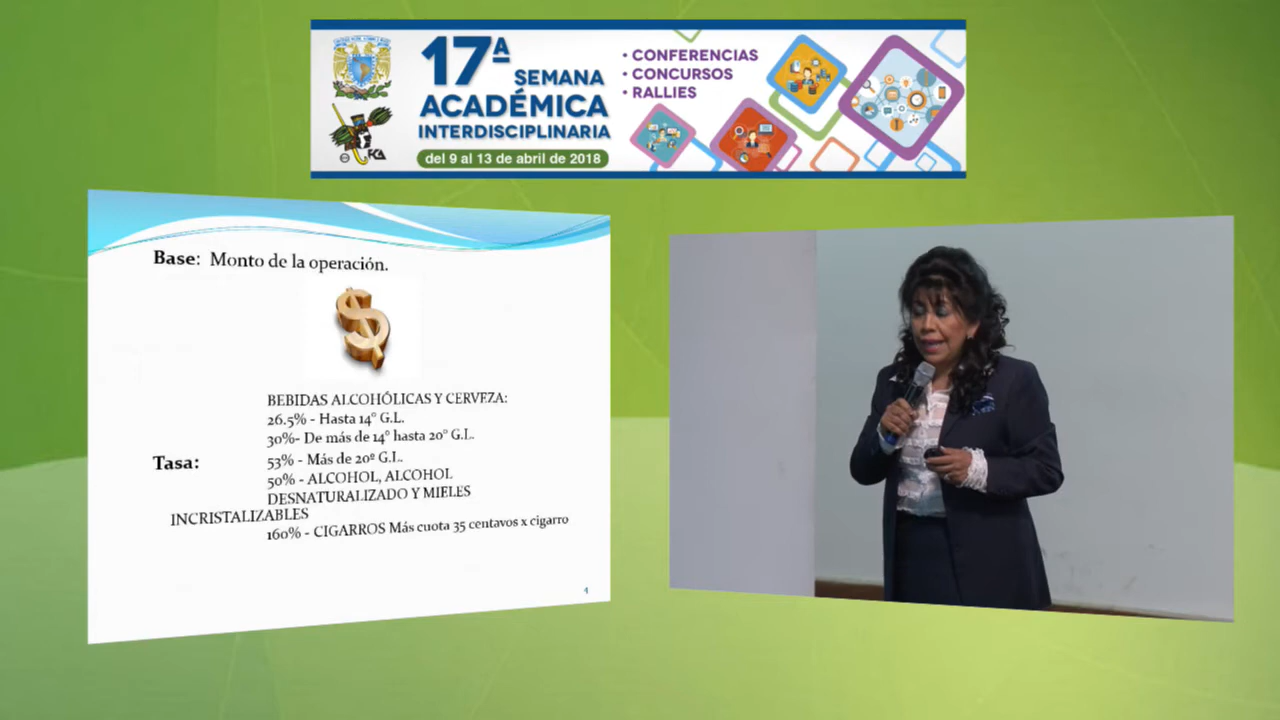 17ª
SEMANA
ACADÉMICA
INTERDISCIPLINARIA
del 9 al 13 de abril de 2018
• CONFERENCIAS
• CONCURSOS
• RALLIES
FCA
Base: Monto de la operación.
BEBIDAS ALCOHÓLICAS Y CERVEZA:
26.5% - Hasta 14° G.L.
30%- De más de 14° hasta 20° G.L.
Tasa: 53% - Más de 20º G.L.
50% - ALCOHOL, ALCOHOL
DESNATURALIZADO Y MIELES
INCRISTALIZABLES
160% - CIGARROS Más cuota 35 centavos x cigarro
4